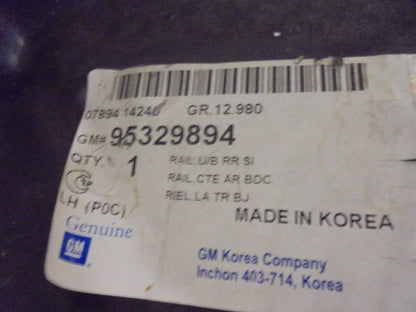 07894 14240 GR.12.980
GM# 95329894
QTY. 1 RAIL,U/B RR SI
RAIL,CTE AR BDC
RIEL,LA TR BJ
LH (POC)
MADE IN KOREA
Genuine
GM
GM Korea Company
Inchon 403-714, Korea